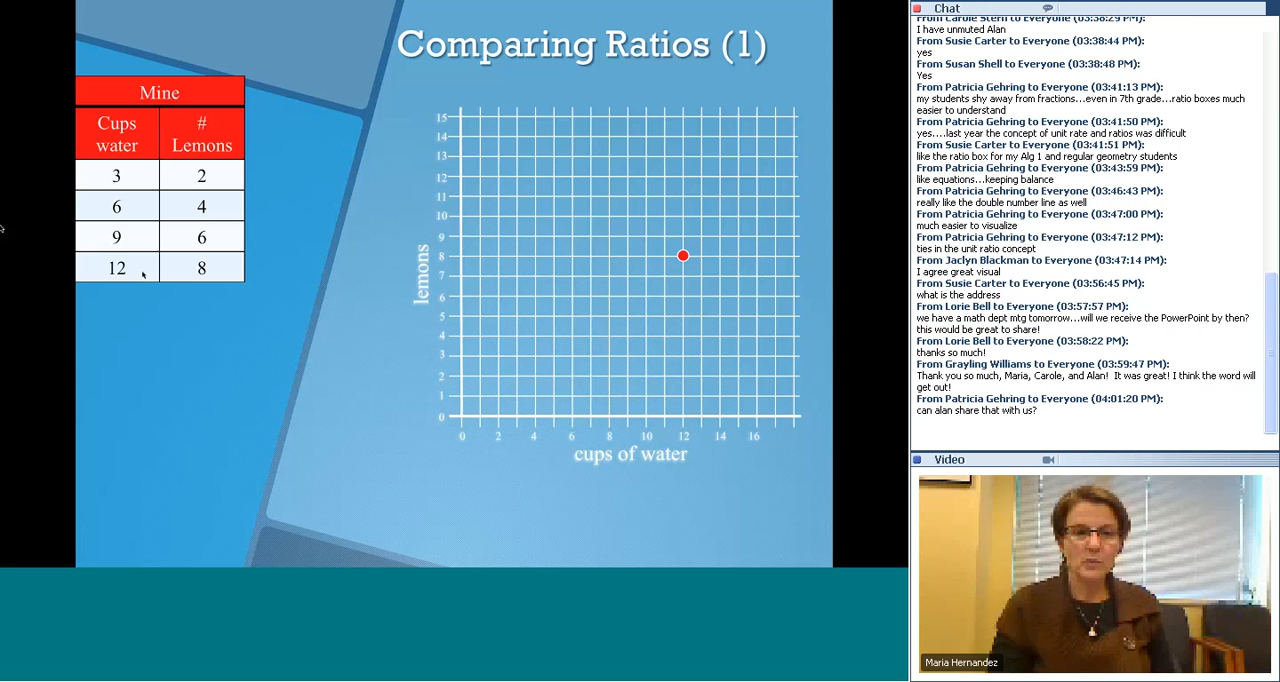 Comparing Ratios (1)
Mine
Cups water
# Lemons
3 2
6 4
9 6
12 8
15
14
13
12
11
10
9
8
7
6
5
4
3
2
1
0
lemons
0 2 4 6 8 10 12 14 16
cups of water
Chat
From Carole Stern to Everyone (03:38:29 PM):
I have unmuted Alan
From Susie Carter to Everyone (03:38:44 PM):
yes
From Susan Shell to Everyone (03:38:48 PM):
Yes
From Patricia Gehring to Everyone (03:41:13 PM):
my students shy away from fractions...even in 7th grade...ratio boxes much
easier to understand
From Patricia Gehring to Everyone (03:41:50 PM):
yes....last year the concept of unit rate and ratios was difficult
From Susie Carter to Everyone (03:41:51 PM):
like the ratio box for my Alg 1 and regular geometry students
From Patricia Gehring to Everyone (03:43:59 PM):
like equations...keeping balance
From Patricia Gehring to Everyone (03:46:43 PM):
really like the double number line as well
From Patricia Gehring to Everyone (03:47:00 PM):
much easier to visualize
From Patricia Gehring to Everyone (03:47:12 PM):
ties in the unit ratio concept
From Jaclyn Blackman to Everyone (03:47:14 PM):
I agree great visual
From Susie Carter to Everyone (03:56:45 PM):
what is the address
From Lorie Bell to Everyone (03:57:57 PM):
we have a math dept mtg tomorrow...will we receive the PowerPoint by then?
this would be great to share!
From Lorie Bell to Everyone (03:58:22 PM):
thanks so much!
From Grayling Williams to Everyone (03:59:47 PM):
Thank you so much, Maria, Carole, and Alan! It was great! I think the word will
get out!
From Patricia Gehring to Everyone (04:01:20 PM):
can alan share that with us?
Video
Maria Hernandez